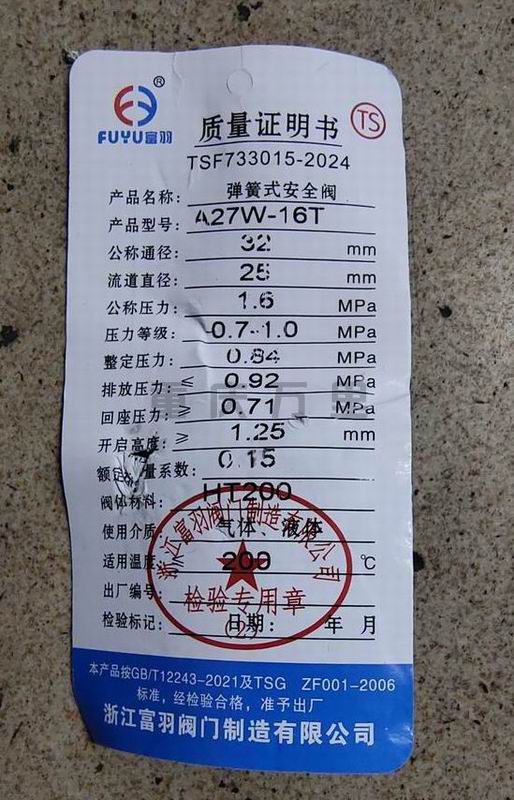 ®
FUYU富羽
质量证明书
TS
TSF733015-2024
产品名称: 弹簧式安全阀
产品型号: A27W-16T
公称通径: 32 mm
流道直径: 25 mm
公称压力: 1.6 MPa
压力等级: 0.7-1.0 MPa
整定压力: 0.84 MPa
排放压力: ≤ 0.92 MPa
回座压力: ≥ 0.71 MPa
开启高度: ≥ 1.25 mm
额定 量系数: 0.15
阀体材料: HT200
使用介质 气体、液体
适用温度: 200 ℃
出厂编号:
检验标记: 日期: 年 月
浙江富羽阀门制造有限公司
检验专用章
(2)
本产品按GB/T12243-2021及TSG ZF001-2006
标准,经检验合格,准予出厂
浙江富羽阀门制造有限公司